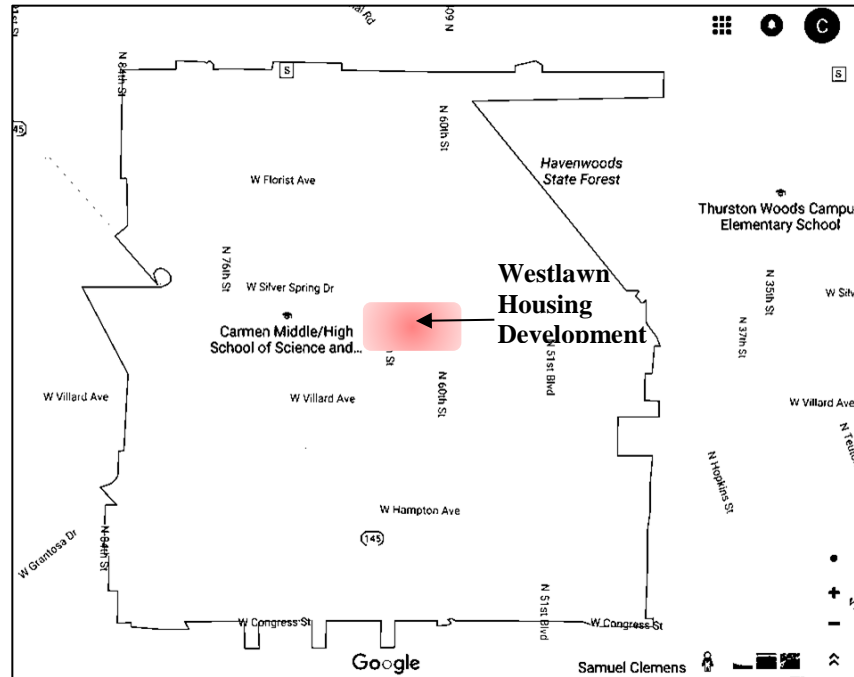 N 84th St
S
N 60th St
C
S
45
W Florist Ave
Havenwoods
State Forest
Thurston Woods Campu
Elementary School
N 76th St
W Silver Spring Dr
Westlawn
Housing
Development
N 35th St
W Silv
Carmen Middle/High
School of Science and...
N 37th St
N 51st Blvd
N 60th St
W Villard Ave
W Villard Ave
W Villard Ave
N Hopkins St
W Hampton Ave
145
W Grantosa Dr
N 84th St
N 51st Blvd
W Congress St
W Congress St
Google
Samuel Clemens